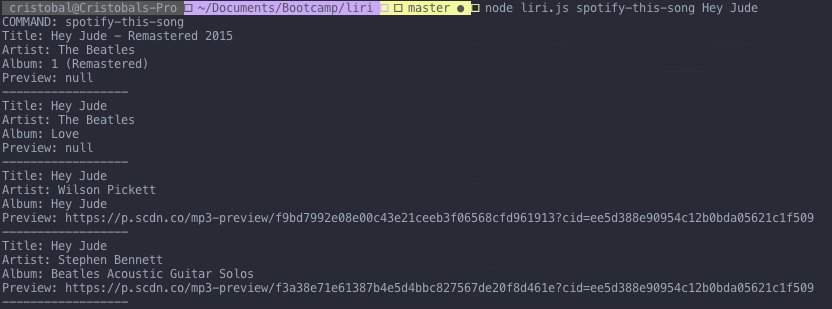 cristobal@Cristobals-Pro ~/Documents/Bootcamp/liri master ● node liri.js spotify-this-song Hey Jude
COMMAND: spotify-this-song
Title: Hey Jude - Remastered 2015
Artist: The Beatles
Album: 1 (Remastered)
Preview: null
------------------
Title: Hey Jude
Artist: The Beatles
Album: Love
Preview: null
------------------
Title: Hey Jude
Artist: Wilson Pickett
Album: Hey Jude
Preview: https://p.scdn.co/mp3-preview/f9bd7992e08e00c43e21ceeb3f06568cfd961913?cid=ee5d388e90954c12b0bda05621c1f509
------------------
Title: Hey Jude
Artist: Stephen Bennett
Album: Beatles Acoustic Guitar Solos
Preview: https://p.scdn.co/mp3-preview/f3a38e71e61387b4e5d4bbc827567de20f8d461e?cid=ee5d388e90954c12b0bda05621c1f509
------------------